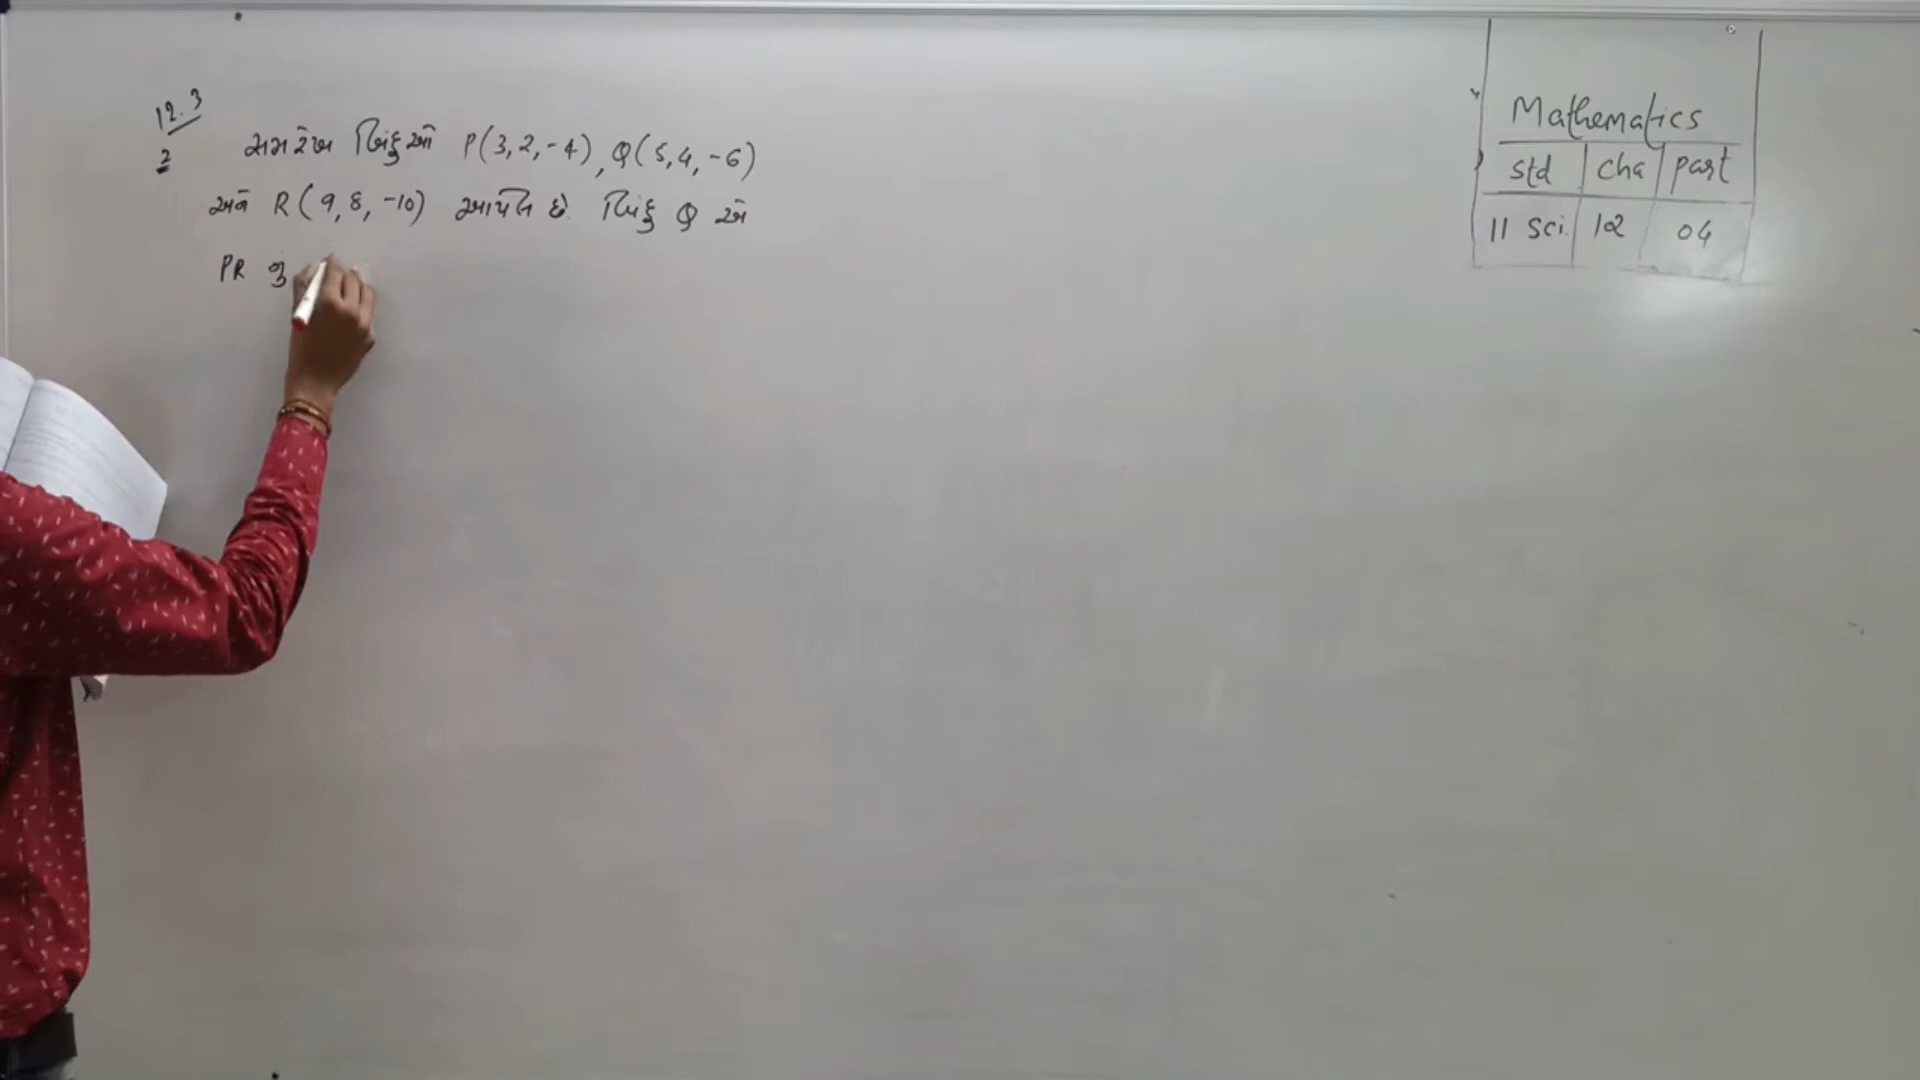 12.3
2
સમરેખ બિંદુઓ P(3, 2, -4), Q(5, 4, -6)
અને R(9, 8, -10) આપેલ છે. બિંદુ Q એ
PR નું
Mathematics
std cha part
11 Sci. 12 04